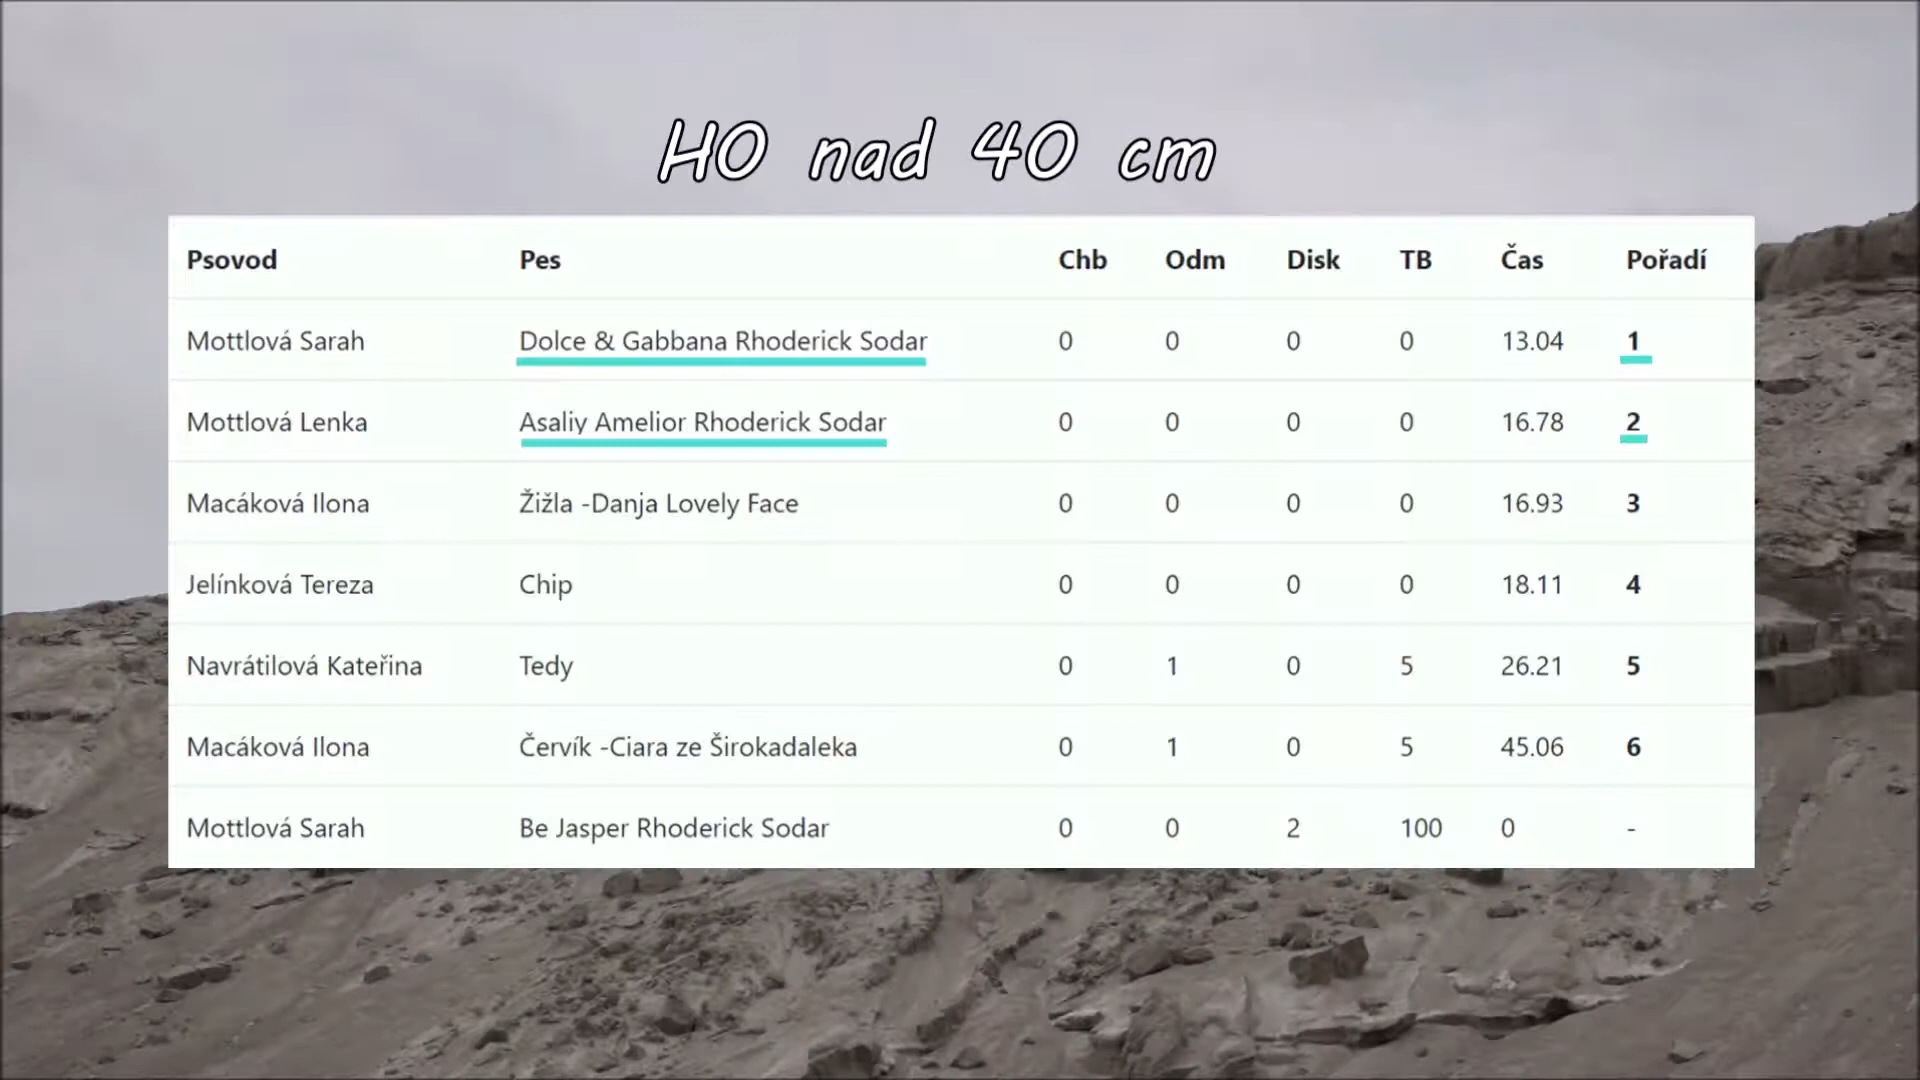 HO nad 40 cm
Psovod Pes Chb Odm Disk TB Čas Pořadí
Mottlová Sarah Dolce & Gabbana Rhoderick Sodar 0 0 0 0 13.04 1
Mottlová Lenka Asaliy Amelior Rhoderick Sodar 0 0 0 0 16.78 2
Macáková Ilona Žižla -Danja Lovely Face 0 0 0 0 16.93 3
Jelínková Tereza Chip 0 0 0 0 18.11 4
Navrátilová Kateřina Tedy 0 1 0 5 26.21 5
Macáková Ilona Červík -Ciara ze Širokadaleka 0 1 0 5 45.06 6
Mottlová Sarah Be Jasper Rhoderick Sodar 0 0 2 100 0 -